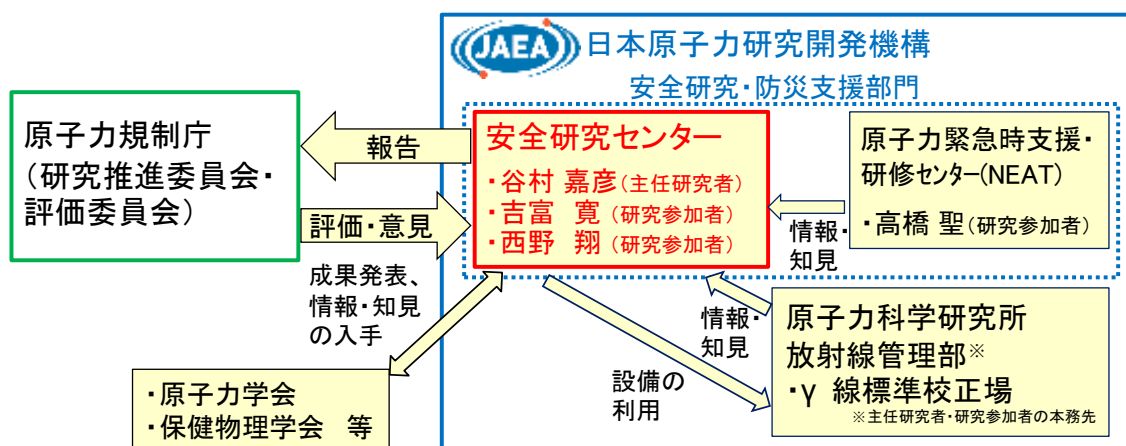 JAEA 日本原子力研究開発機構
安全研究・防災支援部門
原子力規制庁
(研究推進委員会・
評価委員会)
報告
評価・意見
安全研究センター
・谷村 嘉彦(主任研究者)
・吉富 寛(研究参加者)
・西野 翔(研究参加者)
原子力緊急時支援・
研修センター(NEAT)
・高橋 聖(研究参加者)
情報・
知見
成果発表、
情報・知見
の入手
・原子力学会
・保健物理学会 等
設備の
利用
情報・
知見
原子力科学研究所
放射線管理部※
・γ 線標準校正場
※主任研究者・研究参加者の本務先